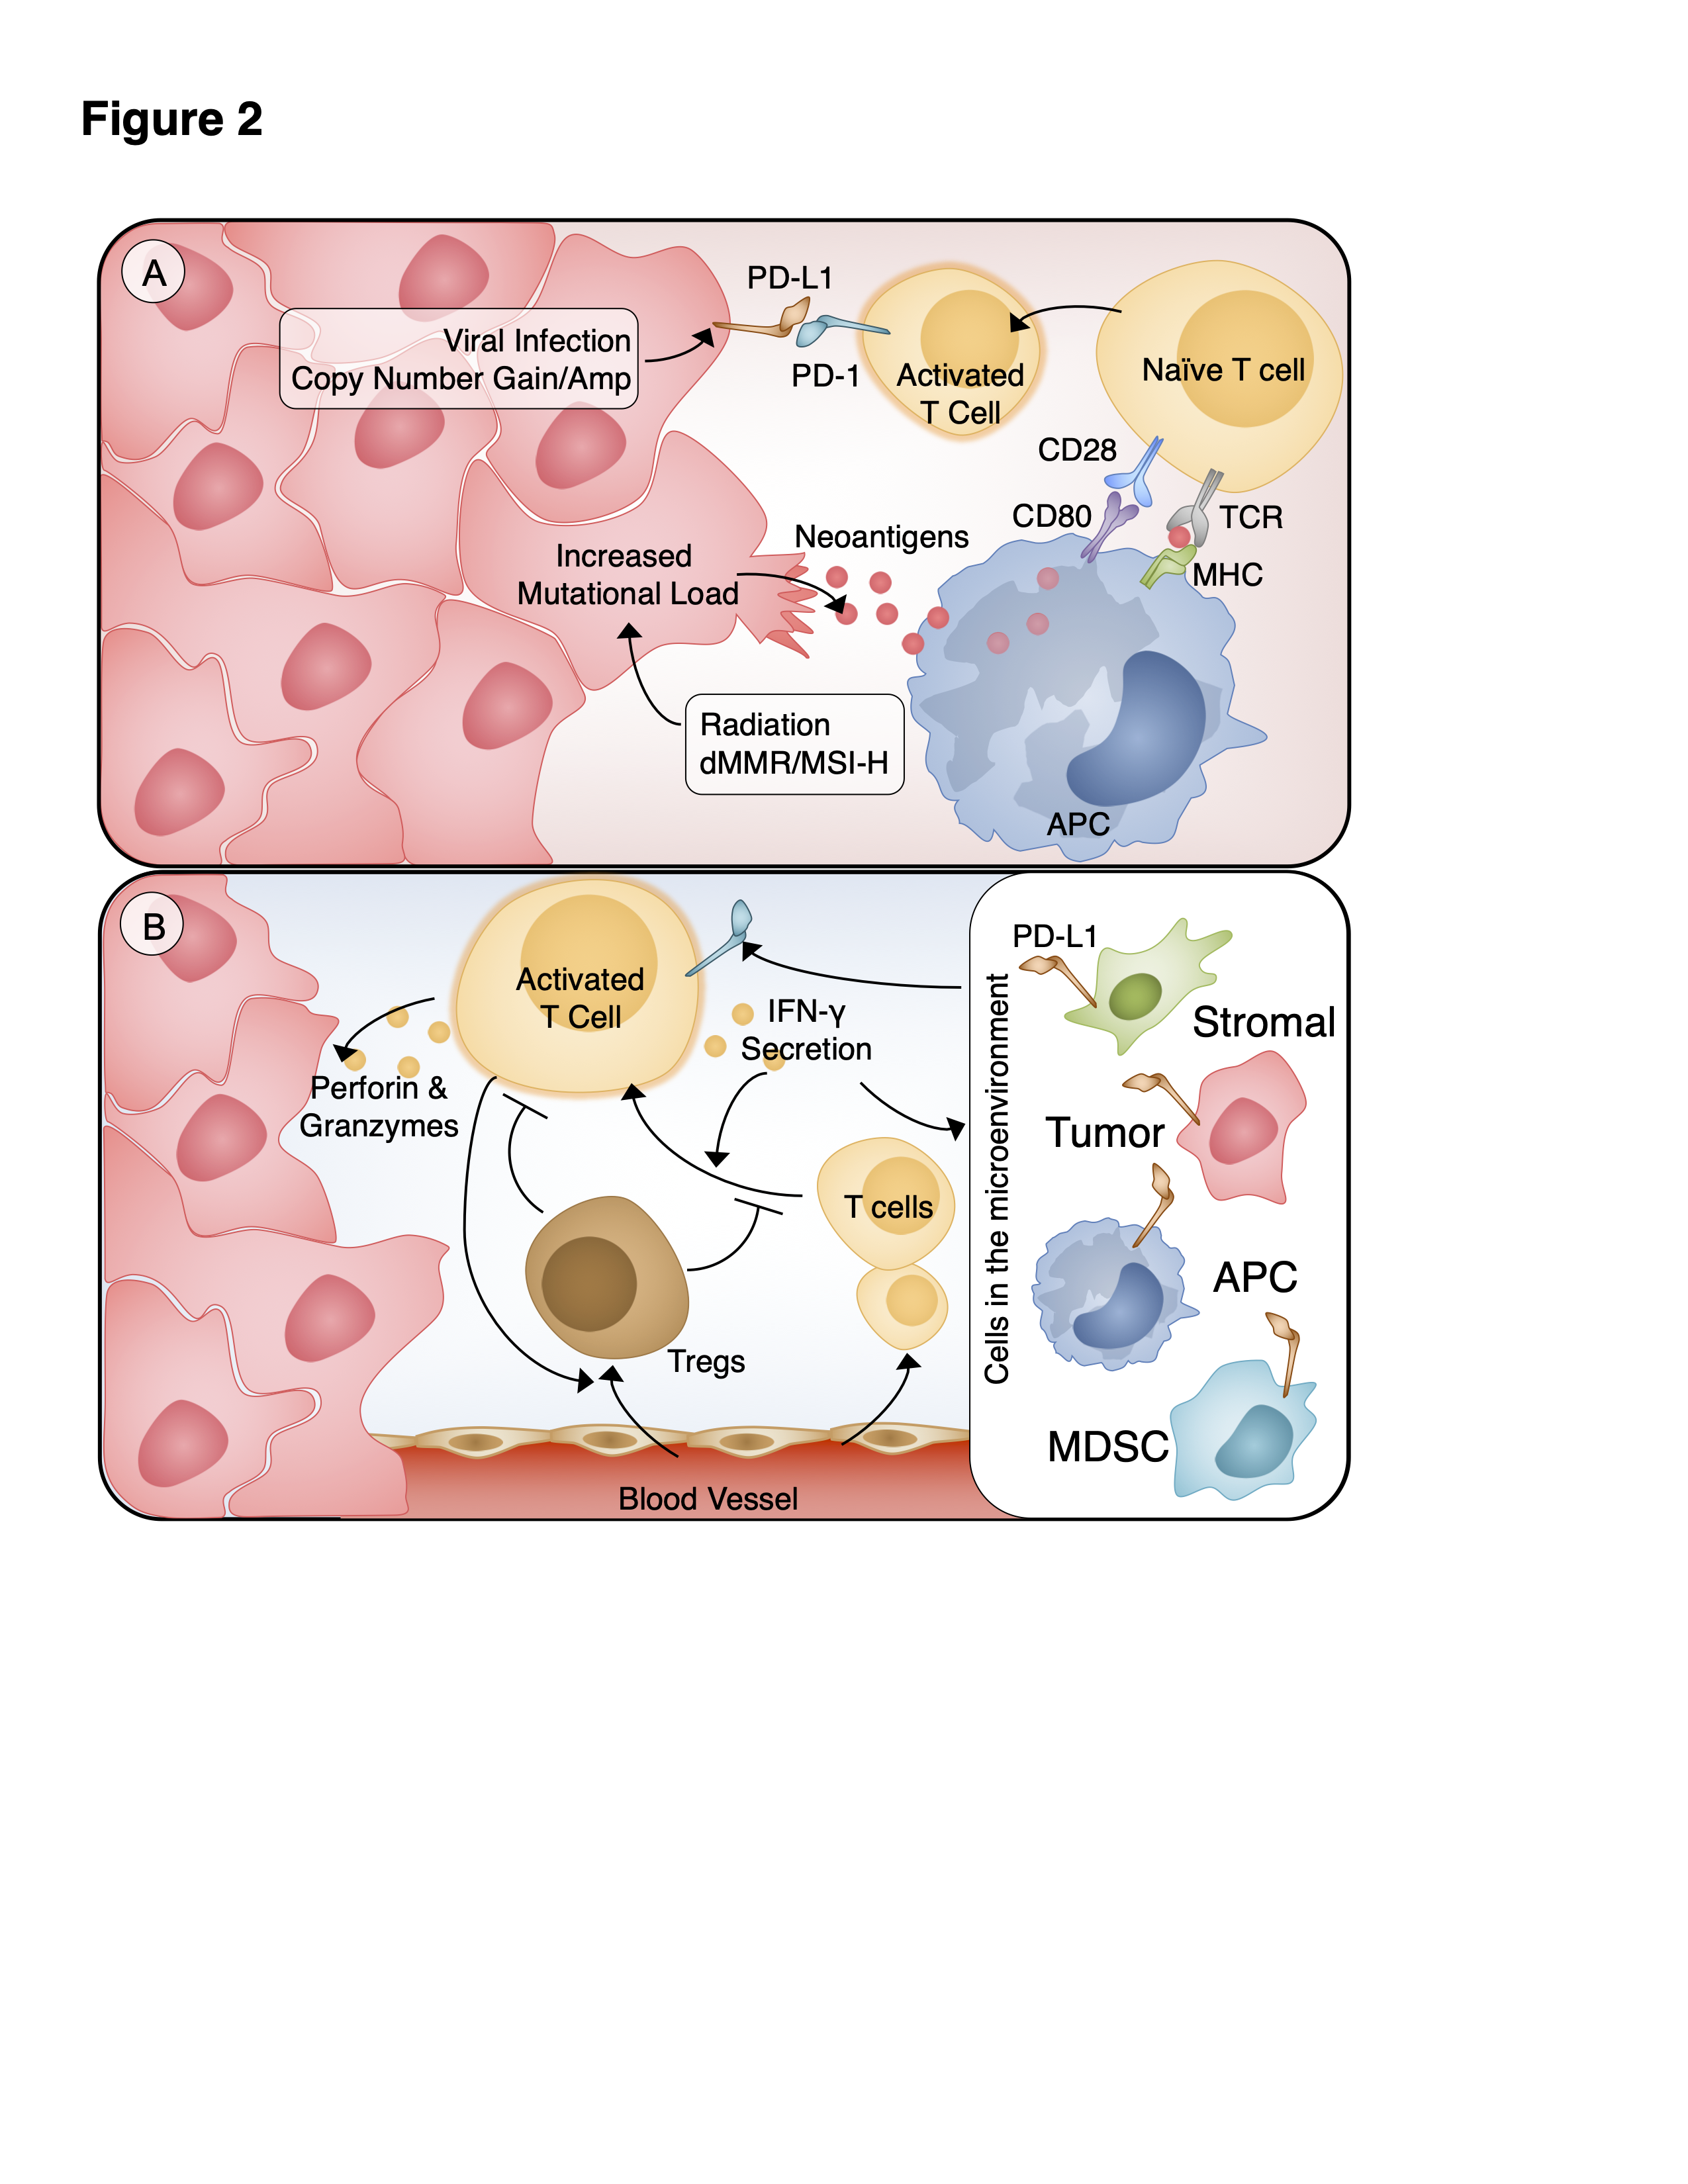 Figure 2
A
PD-L1
Viral Infection
Copy Number Gain/Amp
PD-1
Activated
T Cell
Naïve T cell
CD28
CD80
TCR
MHC
Neoantigens
Increased
Mutational Load
Radiation
dMMR/MSI-H
APC
B
Activated
T Cell
IFN-γ
Secretion
Perforin &
Granzymes
T cells
Tregs
Blood Vessel
Cells in the microenvironment
PD-L1
Stromal
Tumor
APC
MDSC